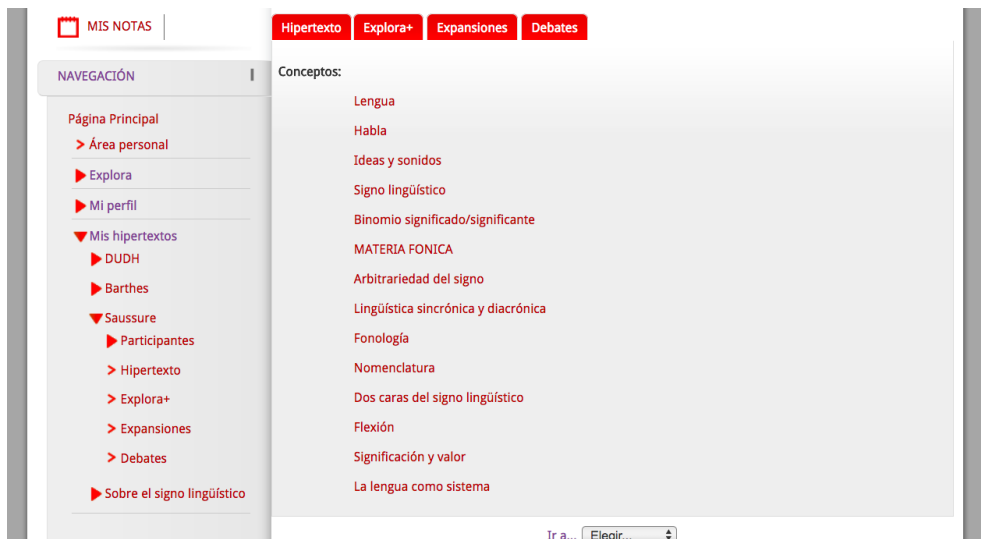 MIS NOTAS
Hipertexto Explora+ Expansiones Debates
NAVEGACIÓN
Página Principal
Área personal
Explora
Mi perfil
Mis hipertextos
DUDH
Barthes
Saussure
Participantes
Hipertexto
Explora+
Expansiones
Debates
Sobre el signo lingüístico
Conceptos:
Lengua
Habla
Ideas y sonidos
Signo lingüístico
Binomio significado/significante
MATERIA FONICA
Arbitrariedad del signo
Lingüística sincrónica y diacrónica
Fonología
Nomenclatura
Dos caras del signo lingüístico
Flexión
Significación y valor
La lengua como sistema
Ir a... Elegir...